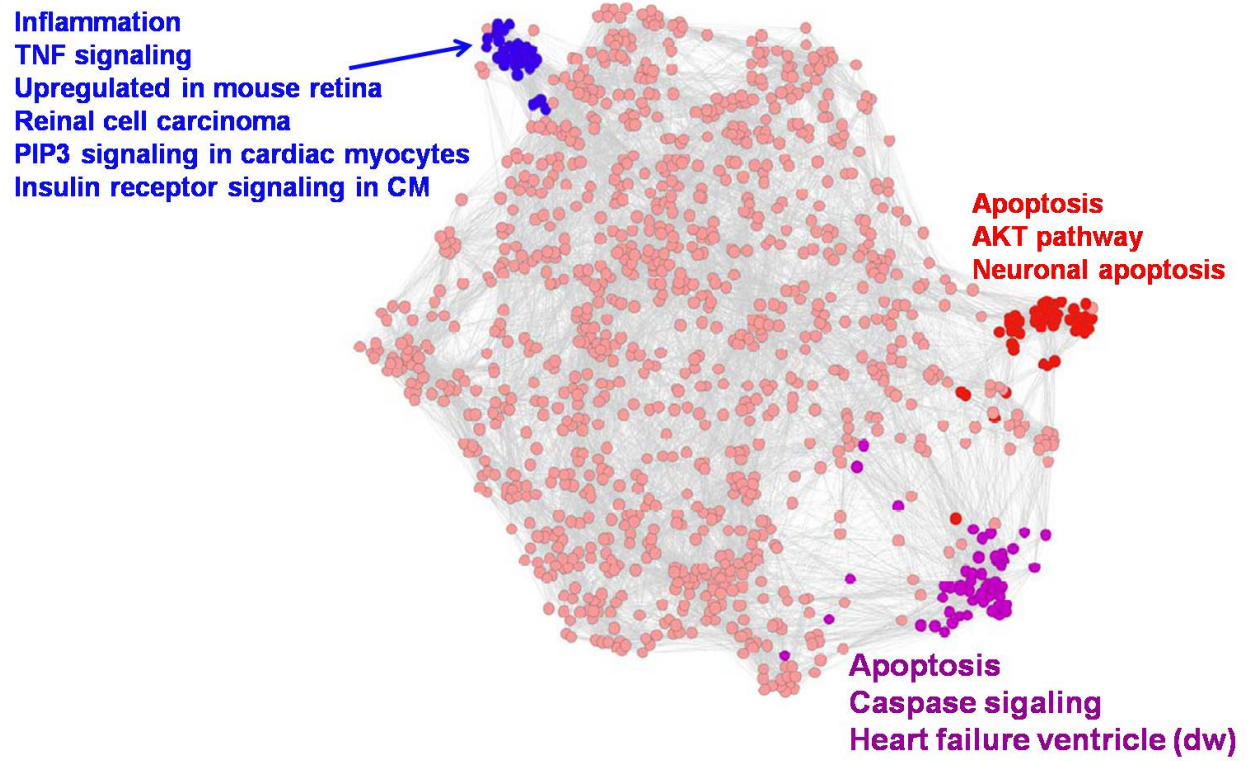 Inflammation
TNF signaling
Upregulated in mouse retina
Reinal cell carcinoma
PIP3 signaling in cardiac myocytes
Insulin receptor signaling in CM
Apoptosis
AKT pathway
Neuronal apoptosis
Apoptosis
Caspase sigaling
Heart failure ventricle (dw)